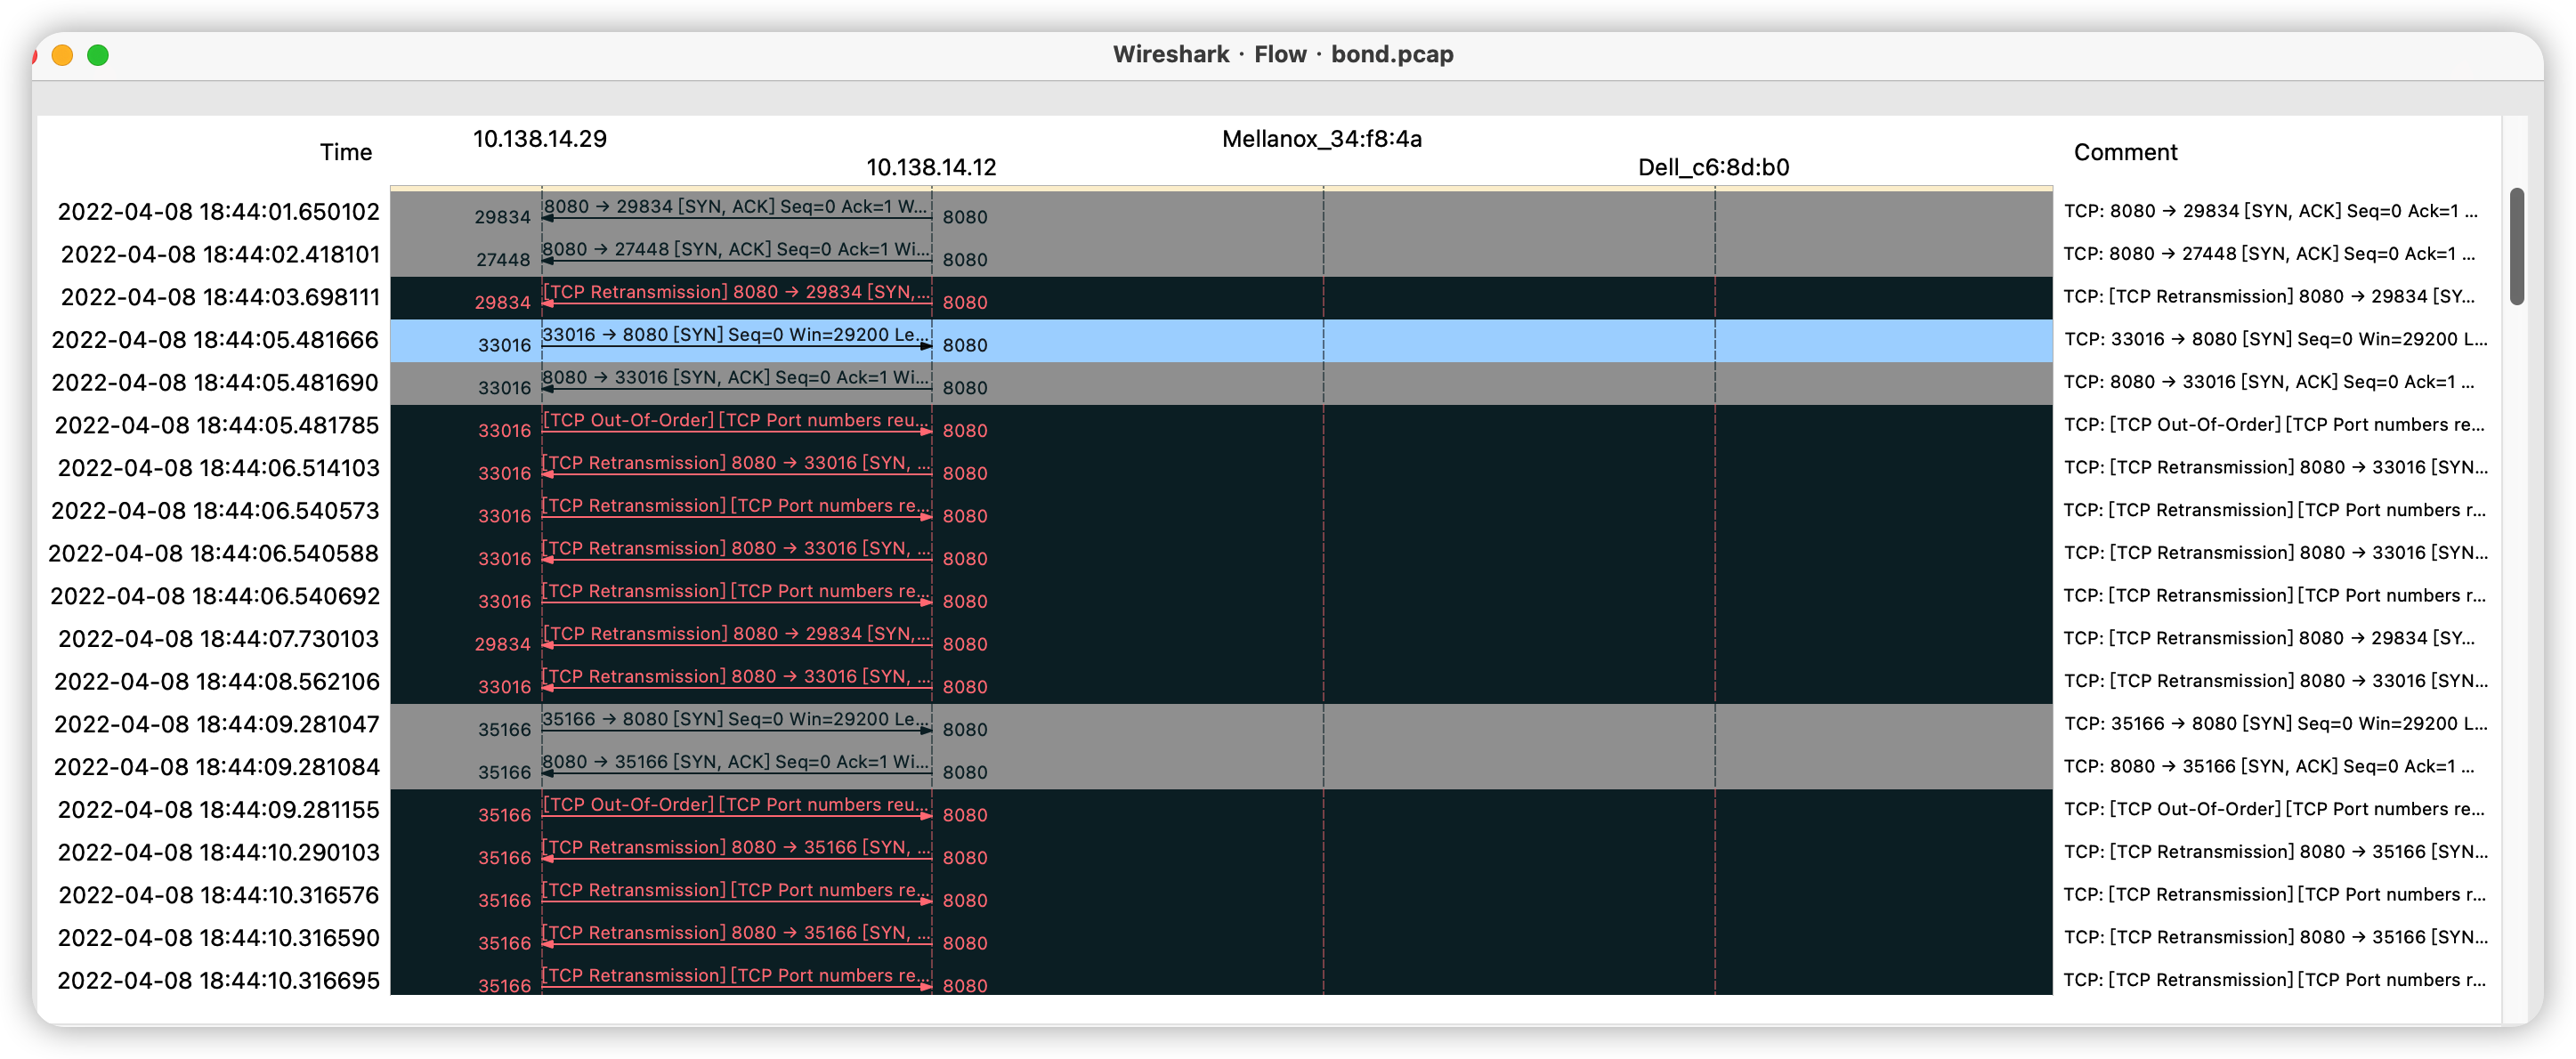 Wireshark · Flow · bond.pcap
Time 10.138.14.29 10.138.14.12 Mellanox_34:f8:4a Dell_c6:8d:b0 Comment
2022-04-08 18:44:01.650102 29834 8080 → 29834 [SYN, ACK] Seq=0 Ack=1 W... 8080 TCP: 8080 → 29834 [SYN, ACK] Seq=0 Ack=1 ...
2022-04-08 18:44:02.418101 27448 8080 → 27448 [SYN, ACK] Seq=0 Ack=1 Wi... 8080 TCP: 8080 → 27448 [SYN, ACK] Seq=0 Ack=1 ...
2022-04-08 18:44:03.698111 29834 [TCP Retransmission] 8080 → 29834 [SYN,... 8080 TCP: [TCP Retransmission] 8080 → 29834 [SY...
2022-04-08 18:44:05.481666 33016 33016 → 8080 [SYN] Seq=0 Win=29200 Le... 8080 TCP: 33016 → 8080 [SYN] Seq=0 Win=29200 L...
2022-04-08 18:44:05.481690 33016 8080 → 33016 [SYN, ACK] Seq=0 Ack=1 Wi... 8080 TCP: 8080 → 33016 [SYN, ACK] Seq=0 Ack=1 ...
2022-04-08 18:44:05.481785 33016 [TCP Out-Of-Order] [TCP Port numbers reu... 8080 TCP: [TCP Out-Of-Order] [TCP Port numbers re...
2022-04-08 18:44:06.514103 33016 [TCP Retransmission] 8080 → 33016 [SYN, ... 8080 TCP: [TCP Retransmission] 8080 → 33016 [SYN...
2022-04-08 18:44:06.540573 33016 [TCP Retransmission] [TCP Port numbers re... 8080 TCP: [TCP Retransmission] [TCP Port numbers r...
2022-04-08 18:44:06.540588 33016 [TCP Retransmission] 8080 → 33016 [SYN, ... 8080 TCP: [TCP Retransmission] 8080 → 33016 [SYN...
2022-04-08 18:44:06.540692 33016 [TCP Retransmission] [TCP Port numbers re... 8080 TCP: [TCP Retransmission] [TCP Port numbers r...
2022-04-08 18:44:07.730103 29834 [TCP Retransmission] 8080 → 29834 [SYN,... 8080 TCP: [TCP Retransmission] 8080 → 29834 [SY...
2022-04-08 18:44:08.562106 33016 [TCP Retransmission] 8080 → 33016 [SYN, ... 8080 TCP: [TCP Retransmission] 8080 → 33016 [SYN...
2022-04-08 18:44:09.281047 35166 35166 → 8080 [SYN] Seq=0 Win=29200 Le... 8080 TCP: 35166 → 8080 [SYN] Seq=0 Win=29200 L...
2022-04-08 18:44:09.281084 35166 8080 → 35166 [SYN, ACK] Seq=0 Ack=1 Wi... 8080 TCP: 8080 → 35166 [SYN, ACK] Seq=0 Ack=1 ...
2022-04-08 18:44:09.281155 35166 [TCP Out-Of-Order] [TCP Port numbers reu... 8080 TCP: [TCP Out-Of-Order] [TCP Port numbers re...
2022-04-08 18:44:10.290103 35166 [TCP Retransmission] 8080 → 35166 [SYN, ... 8080 TCP: [TCP Retransmission] 8080 → 35166 [SYN...
2022-04-08 18:44:10.316576 35166 [TCP Retransmission] [TCP Port numbers re... 8080 TCP: [TCP Retransmission] [TCP Port numbers r...
2022-04-08 18:44:10.316590 35166 [TCP Retransmission] 8080 → 35166 [SYN, ... 8080 TCP: [TCP Retransmission] 8080 → 35166 [SYN...
2022-04-08 18:44:10.316695 35166 [TCP Retransmission] [TCP Port numbers re... 8080 TCP: [TCP Retransmission] [TCP Port numbers r...